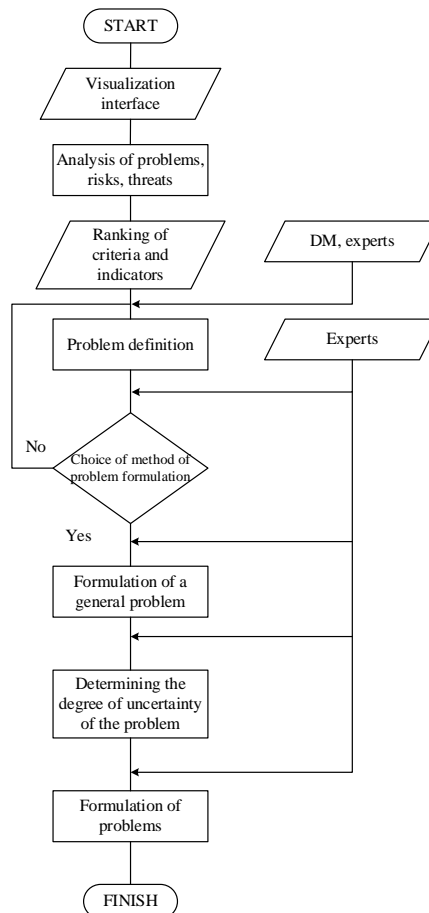 START
Visualization
interface
Analysis of problems,
risks, threats
Ranking of
criteria and
indicators
DM, experts
Problem definition
Experts
No
Choice of method of
problem formulation
Yes
Formulation of a
general problem
Determining the
degree of uncertainty
of the problem
Formulation of
problems
FINISH